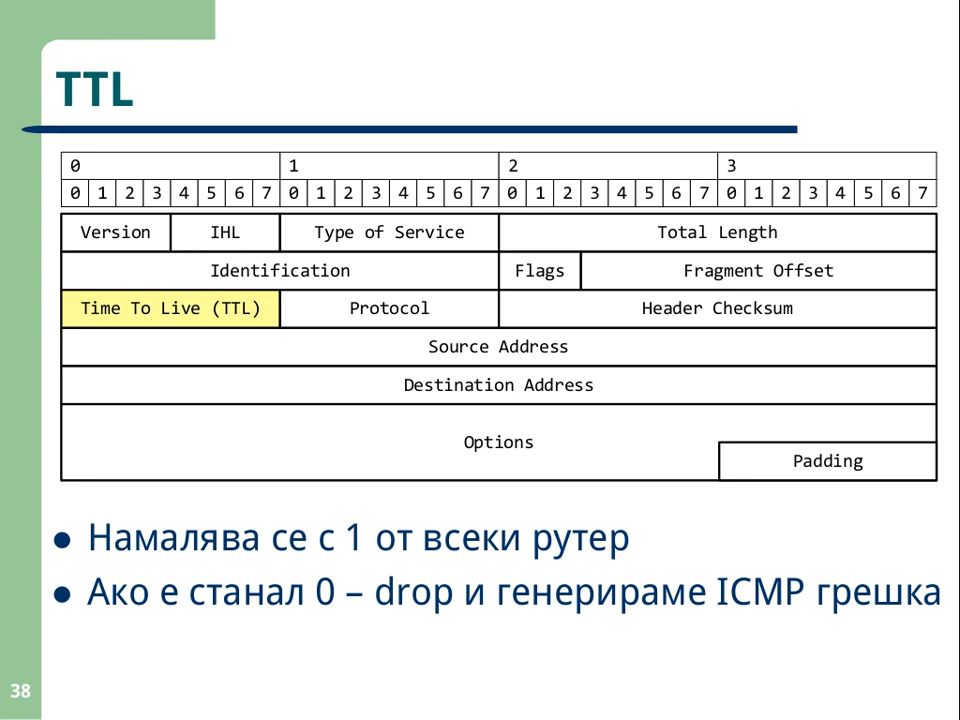 TTL
0 1 2 3
0 1 2 3 4 5 6 7 0 1 2 3 4 5 6 7 0 1 2 3 4 5 6 7 0 1 2 3 4 5 6 7
Version IHL Type of Service Total Length
Identification Flags Fragment Offset
Time To Live (TTL) Protocol Header Checksum
Source Address
Destination Address
Options
Padding
● Намалява се с 1 от всеки рутер
● Ако е станал 0 – drop и генерираме ICMP грешка
38